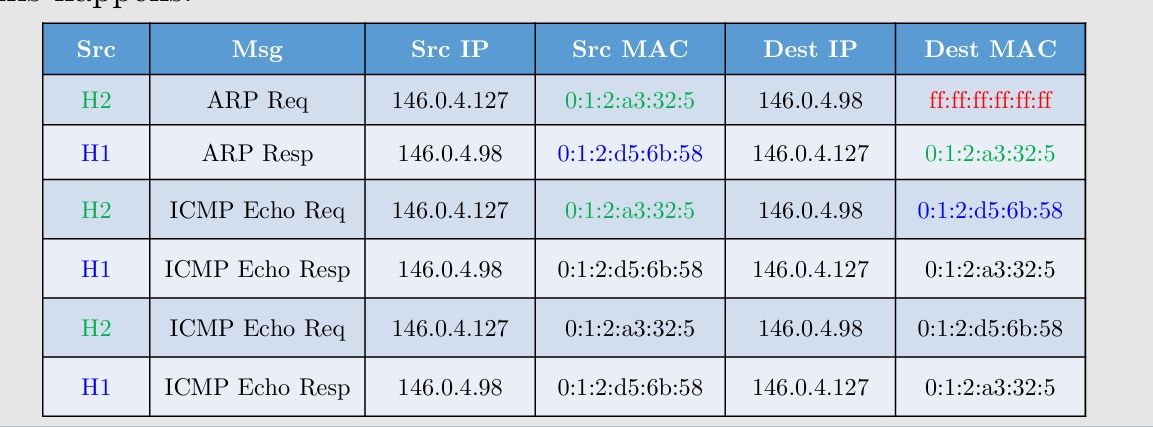 happens.
Src Msg Src IP Src MAC Dest IP Dest MAC
H2 ARP Req 146.0.4.127 0:1:2:a3:32:5 146.0.4.98 ff:ff:ff:ff:ff:ff
H1 ARP Resp 146.0.4.98 0:1:2:d5:6b:58 146.0.4.127 0:1:2:a3:32:5
H2 ICMP Echo Req 146.0.4.127 0:1:2:a3:32:5 146.0.4.98 0:1:2:d5:6b:58
H1 ICMP Echo Resp 146.0.4.98 0:1:2:d5:6b:58 146.0.4.127 0:1:2:a3:32:5
H2 ICMP Echo Req 146.0.4.127 0:1:2:a3:32:5 146.0.4.98 0:1:2:d5:6b:58
H1 ICMP Echo Resp 146.0.4.98 0:1:2:d5:6b:58 146.0.4.127 0:1:2:a3:32:5